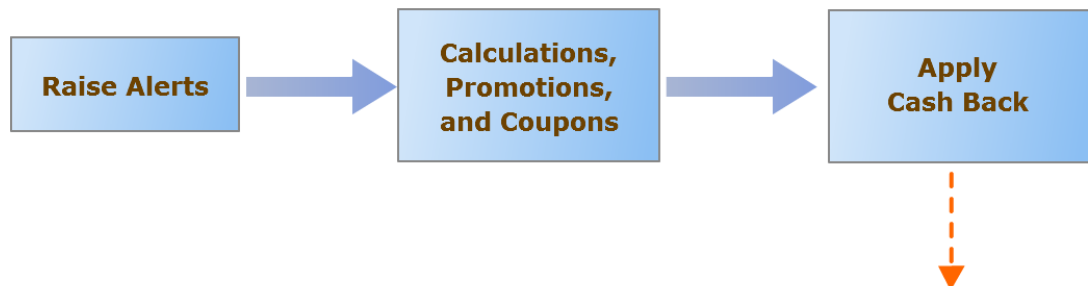 Raise Alerts
Calculations,
Promotions,
and Coupons
Apply
Cash Back